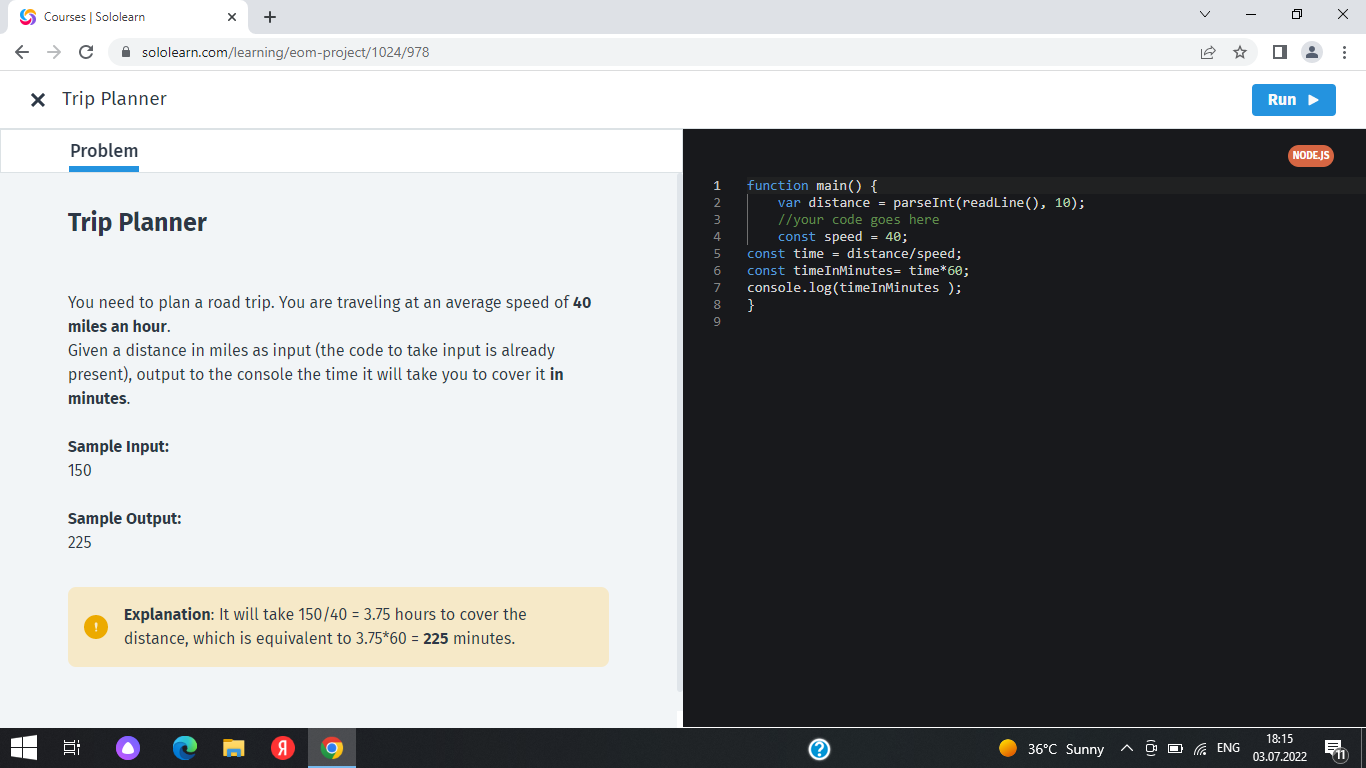 Courses | Sololearn
sololearn.com/learning/eom-project/1024/978
Trip Planner
Run
Problem
Trip Planner
You need to plan a road trip. You are traveling at an average speed of 40
miles an hour.
Given a distance in miles as input (the code to take input is already
present), output to the console the time it will take you to cover it in
minutes.
Sample Input:
150
Sample Output:
225
Explanation: It will take 150/40 = 3.75 hours to cover the
distance, which is equivalent to 3.75*60 = 225 minutes.
NODE.JS
1 function main() {
2 var distance = parseInt(readLine(), 10);
3 //your code goes here
4 const speed = 40;
5 const time = distance/speed;
6 const timeInMinutes= time*60;
7 console.log(timeInMinutes );
8 }
9
Я
36°C Sunny
ENG
18:15
03.07.2022
11